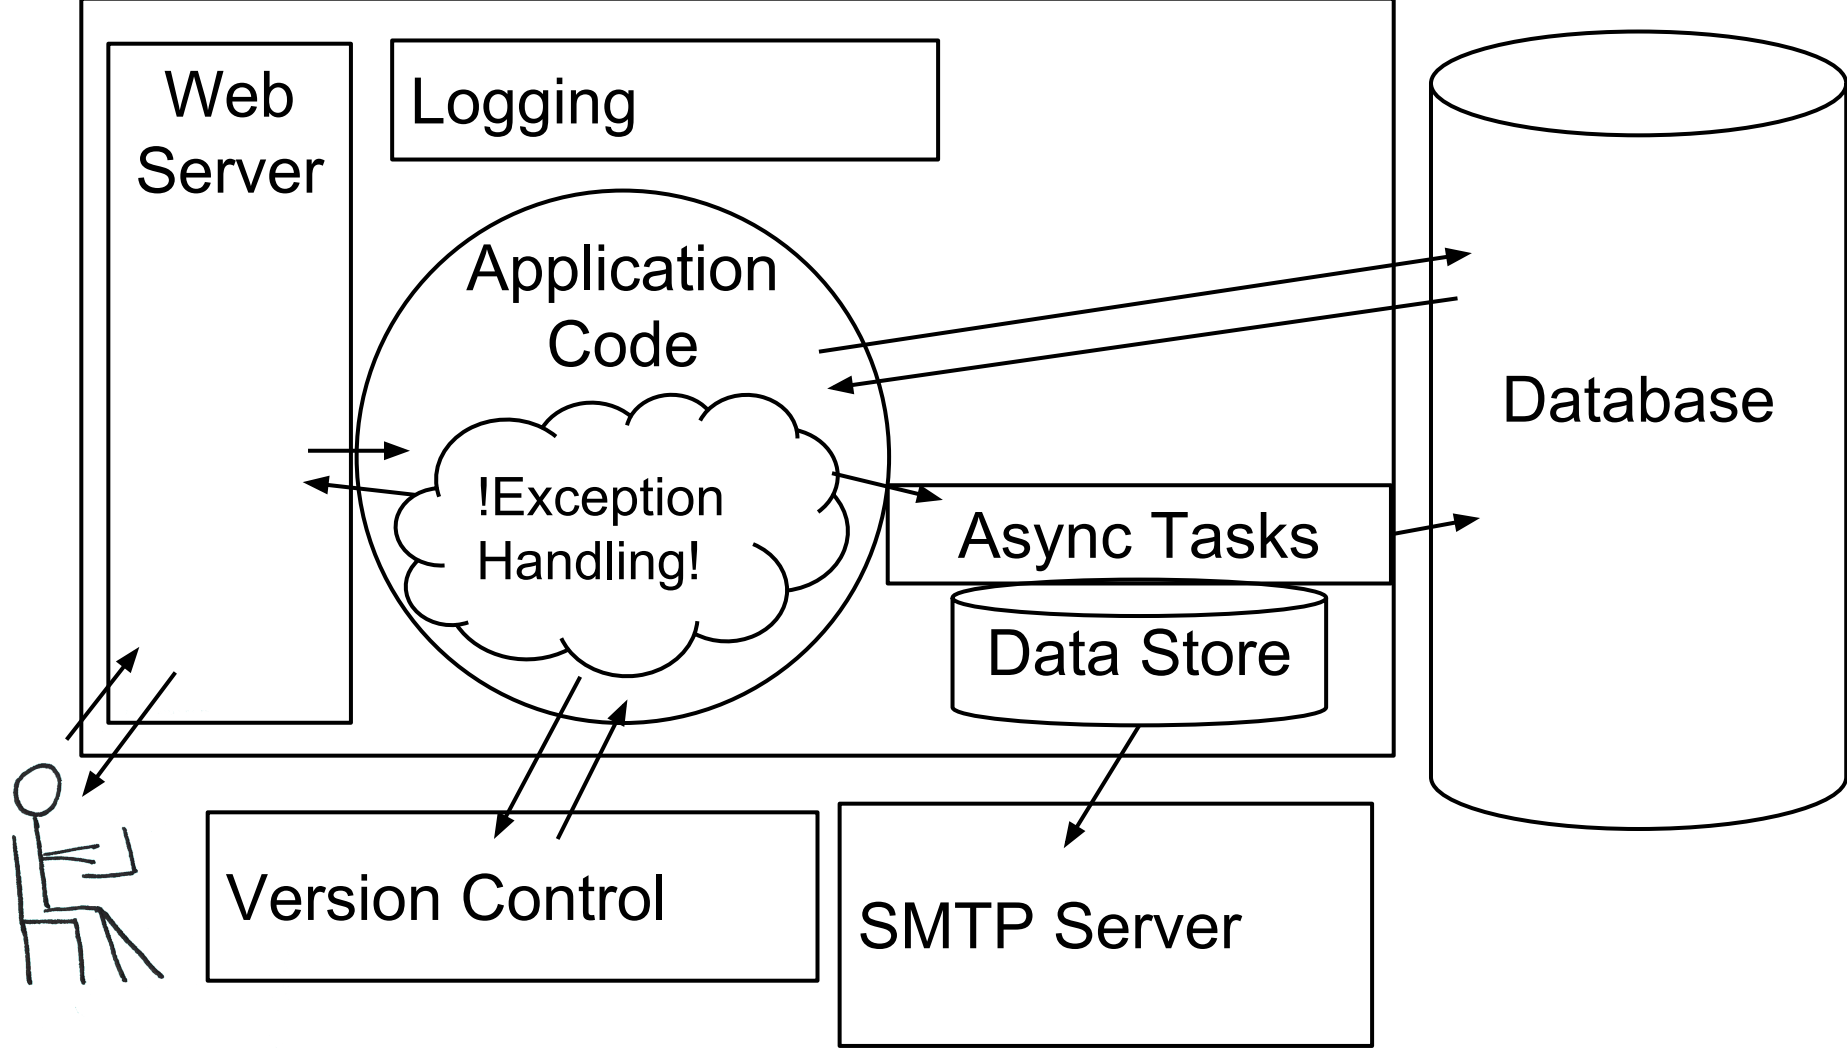 Web
Server
Logging
Application
Code
!Exception
Handling!
Async Tasks
Data Store
Database
Version Control
SMTP Server